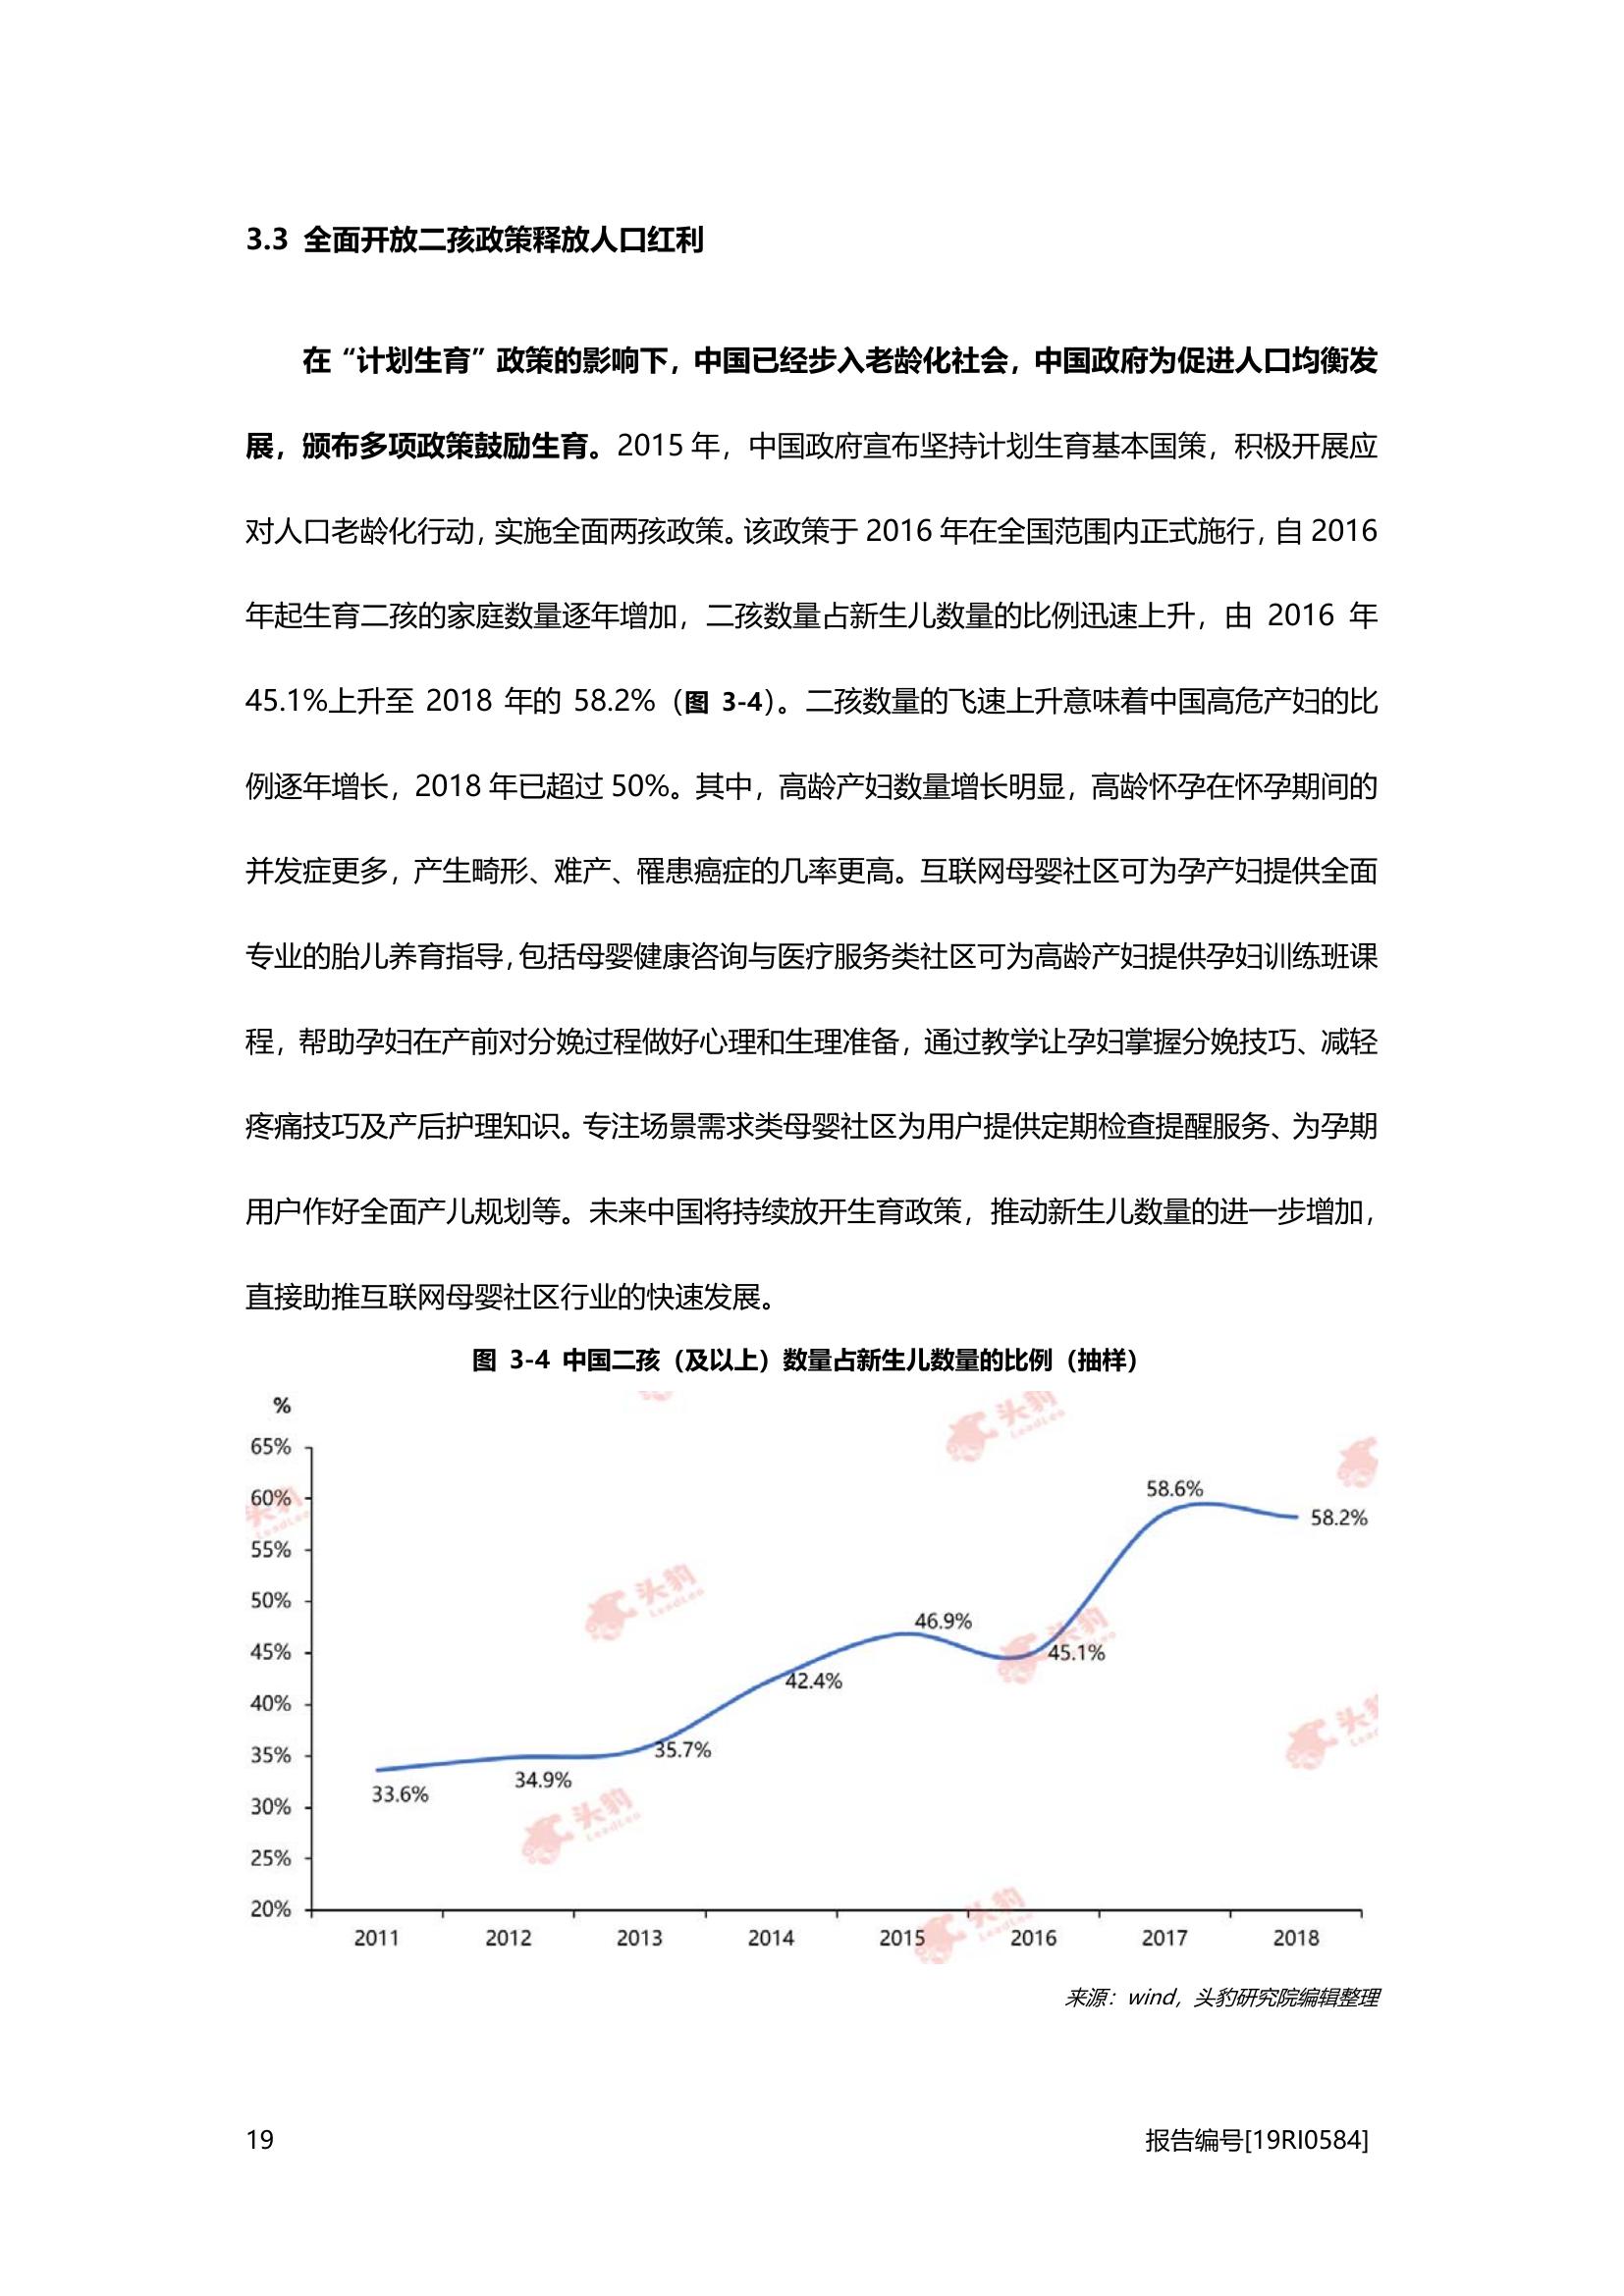 3.3 全面开放二孩政策释放人口红利
在“计划生育”政策的影响下，中国已经步入老龄化社会，中国政府为促进人口均衡发
展，颁布多项政策鼓励生育。2015 年，中国政府宣布坚持计划生育基本国策，积极开展应
对人口老龄化行动，实施全面两孩政策。该政策于 2016 年在全国范围内正式施行，自 2016
年起生育二孩的家庭数量逐年增加，二孩数量占新生儿数量的比例迅速上升，由 2016 年
45.1%上升至 2018 年的 58.2%（图 3-4）。二孩数量的飞速上升意味着中国高危产妇的比
例逐年增长，2018 年已超过 50%。其中，高龄产妇数量增长明显，高龄怀孕在怀孕期间的
并发症更多，产生畸形、难产、罹患癌症的几率更高。互联网母婴社区可为孕产妇提供全面
专业的胎儿养育指导，包括母婴健康咨询与医疗服务类社区可为高龄产妇提供孕妇训练班课
程，帮助孕妇在产前对分娩过程做好心理和生理准备，通过教学让孕妇掌握分娩技巧、减轻
疼痛技巧及产后护理知识。专注场景需求类母婴社区为用户提供定期检查提醒服务、为孕期
用户作好全面产儿规划等。未来中国将持续放开生育政策，推动新生儿数量的进一步增加，
直接助推互联网母婴社区行业的快速发展。
图 3-4 中国二孩（及以上）数量占新生儿数量的比例（抽样）
%
65%
60%
55%
50%
45%
40%
35%
30%
25%
20%
33.6%
34.9%
35.7%
42.4%
46.9%
45.1%
58.6%
58.2%
2011 2012 2013 2014 2015 2016 2017 2018
头豹
LeadLeo
头豹
LeadLeo
头豹
LeadLeo
头豹
LeadLeo
头豹
LeadLeo
头豹
LeadLeo
来源：wind，头豹研究院编辑整理
19
报告编号[19RI0584]